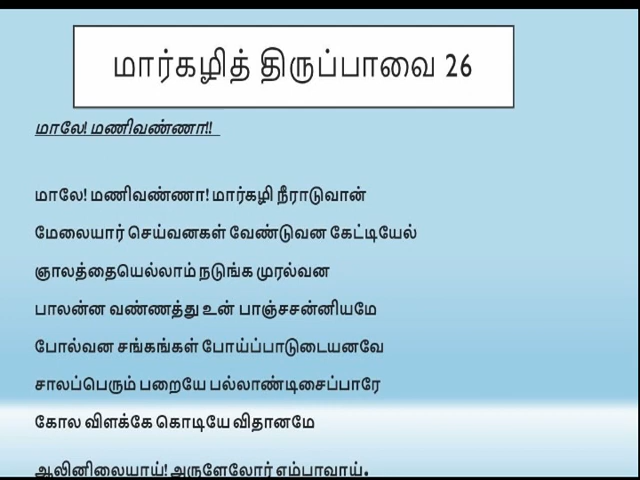 மார்கழித் திருப்பாவை 26
மாலே! மணிவண்ணா!!
மாலே! மணிவண்ணா! மார்கழி நீராடுவான்
மேலையார் செய்வனகள் வேண்டுவன கேட்டியேல்
ஞாலத்தையெல்லாம் நடுங்க முரல்வன
பாலன்ன வண்ணத்து உன் பாஞ்சசன்னியமே
போல்வன சங்கங்கள் போய்ப்பாடுடையனவே
சாலப்பெரும் பறையே பல்லாண்டிசைப்பாரே
கோல விளக்கே கொடியே விதானமே
ஆலினிலையாய்! அருளேலோர் எம்பாவாய்.